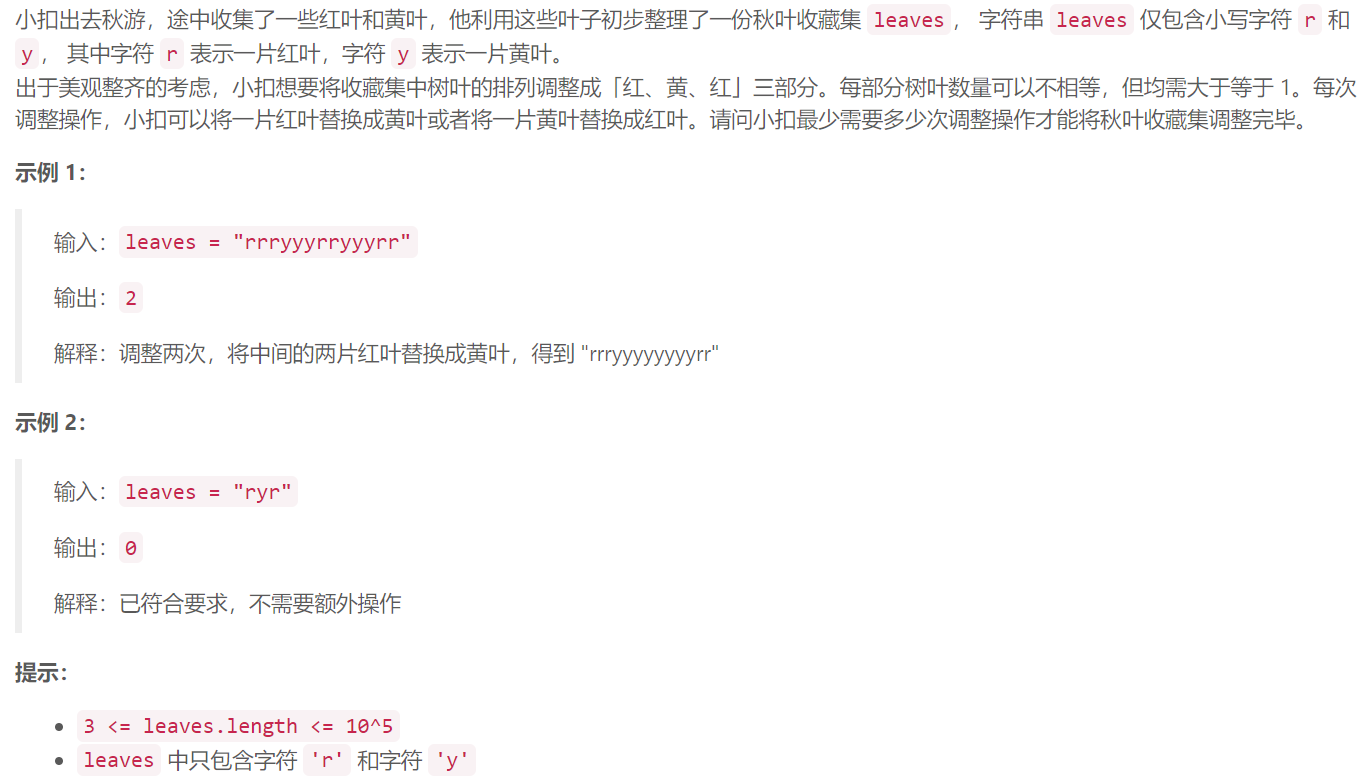 小扣出去秋游，途中收集了一些红叶和黄叶，他利用这些叶子初步整理了一份秋叶收藏集 leaves， 字符串 leaves 仅包含小写字符 r 和
y， 其中字符 r 表示一片红叶，字符 y 表示一片黄叶。
出于美观整齐的考虑，小扣想要将收藏集中树叶的排列调整成「红、黄、红」三部分。每部分树叶数量可以不相等，但均需大于等于 1。每次
调整操作，小扣可以将一片红叶替换成黄叶或者将一片黄叶替换成红叶。请问小扣最少需要多少次调整操作才能将秋叶收藏集调整完毕。
示例 1：
输入：leaves = "rrryyyrryyyrr"
输出：2
解释：调整两次，将中间的两片红叶替换成黄叶，得到 "rrryyyyyyyyrr"
示例 2：
输入：leaves = "ryr"
输出：0
解释：已符合要求，不需要额外操作
提示：
• 3 <= leaves.length <= 10^5
• leaves 中只包含字符 'r' 和字符 'y'